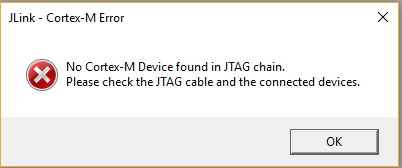 JLink - Cortex-M Error
No Cortex-M Device found in JTAG chain.
Please check the JTAG cable and the connected devices.
OK